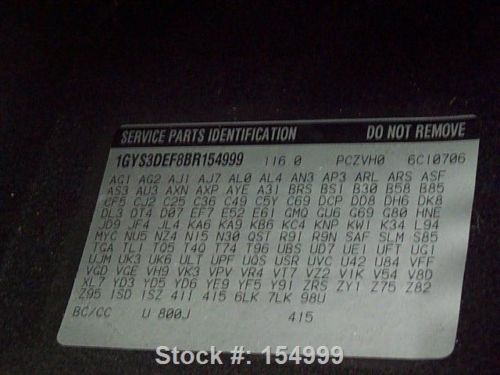 SERVICE PARTS IDENTIFICATION DO NOT REMOVE
1GYS3DEF8BR154999 116 0 PCZVH0 6C10706
AG1 AG2 AJ1 AJ7 AL0 AL4 AN3 AP3 ARL ARS ASF
AS3 AU3 AXN AXP AYE A31 BRS BS1 B30 B58 B85
CF5 CJ2 C25 C36 C49 C5Y C69 DCP DD8 DH6 DK8
DL3 DT4 D07 EF7 E52 E61 GMQ GU6 G69 G80 HNE
JD9 JF4 JL4 KA6 KA9 KB6 KC4 KNP KW1 K34 L94
MYC NU5 NZ4 N15 N30 QS7 R91 R9N SAF SLM S85
TGA TL1 TQ5 T4Q T74 T96 UBS UD7 UE1 UFT UG1
UJM UK3 UK6 ULT UPF UQS USR UVC U42 U84 VFF
VGD VGE VH9 VK3 VPV VR4 VT7 VZ2 V1K V54 V8D
XL7 YD3 YD5 YD6 YE9 YF5 Y91 ZRS ZY1 Z75 Z82
Z95 1SD 1SZ 411 415 6LK 7LK 98U
BC/CC U 800J 415
Stock #: 154999